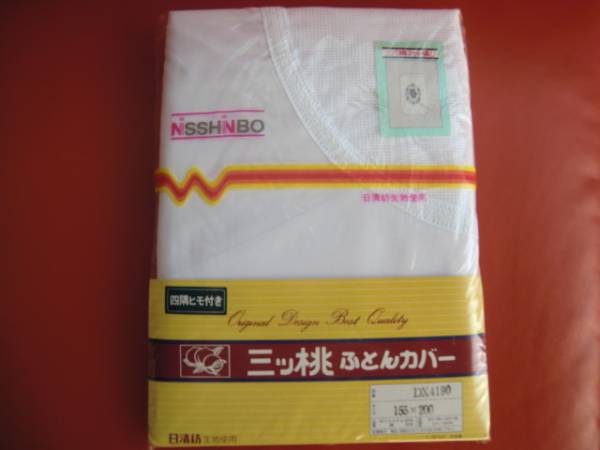 NISSHINBO
日清紡生地使用
四隅ヒモ付き
Original Design Best Quality
三ッ桃 ふとんカバー
DX4190
155×200
日清紡生地使用